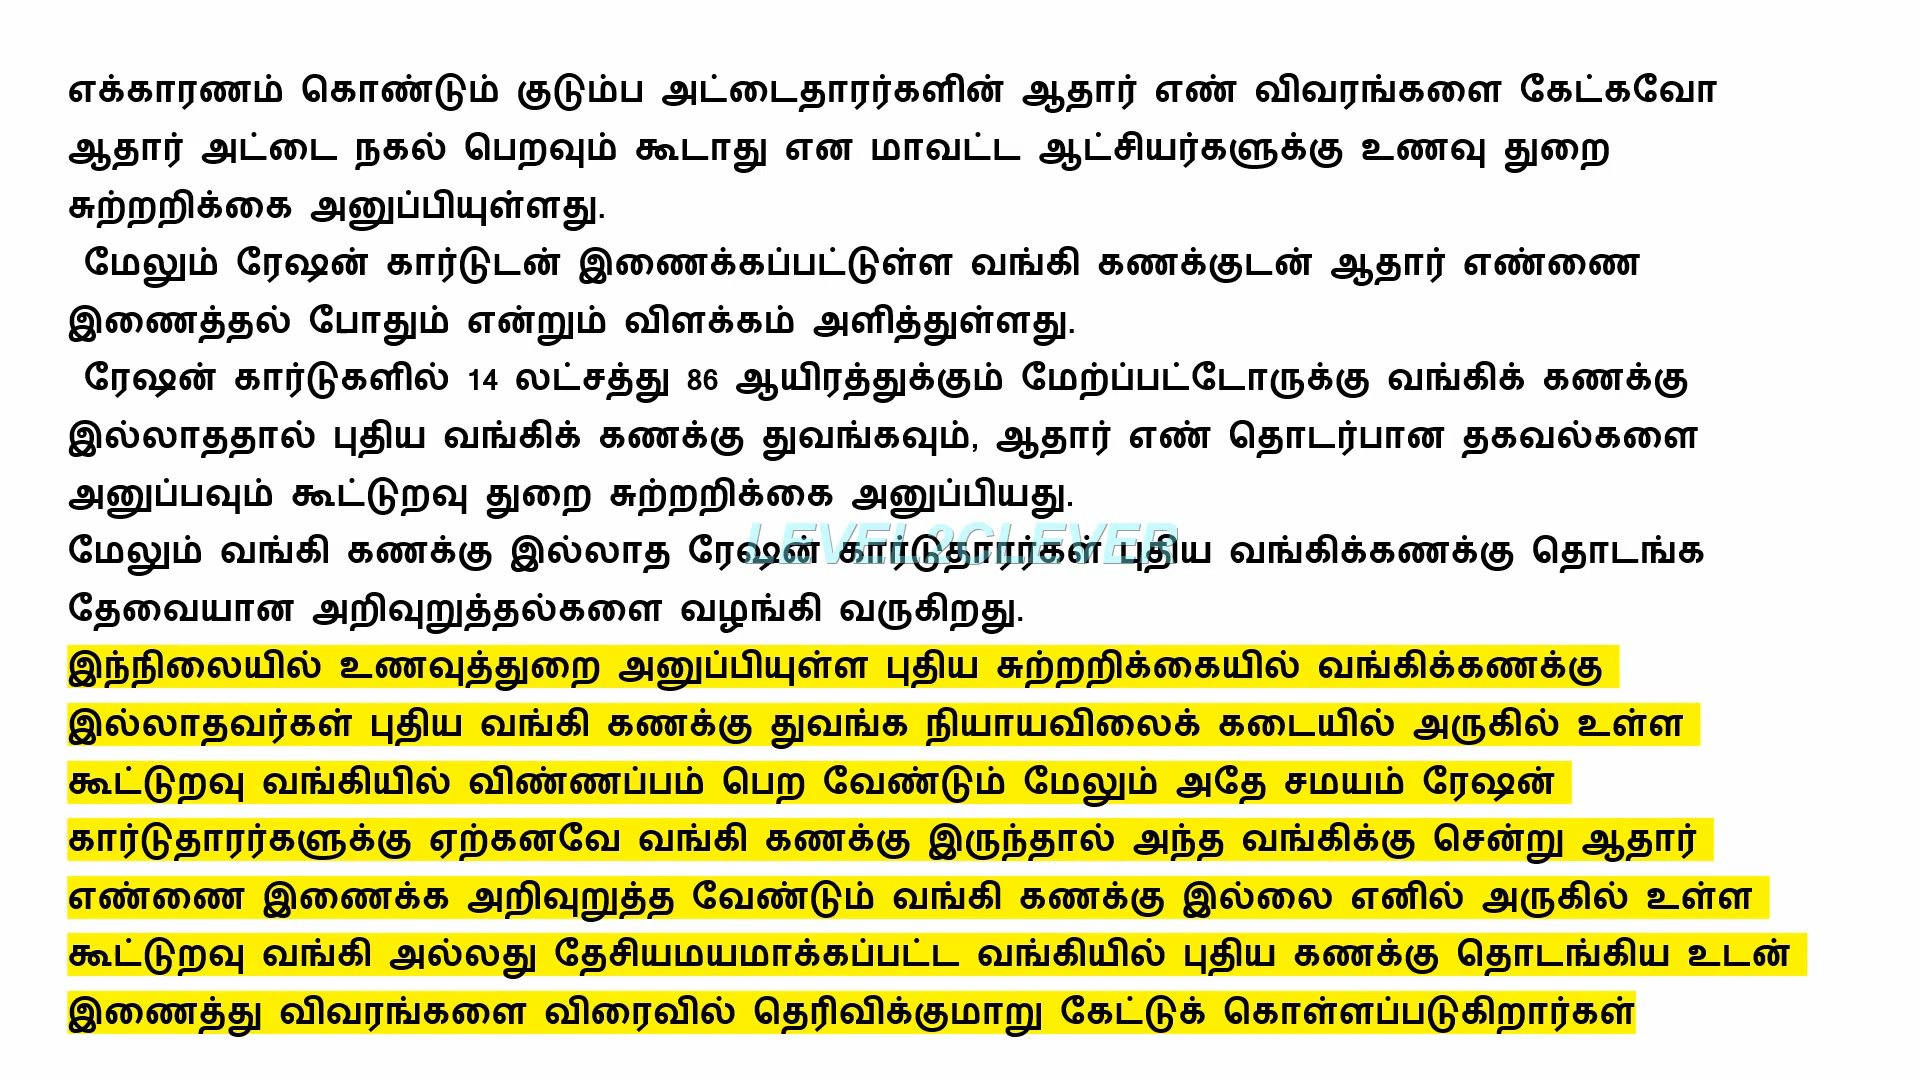 எக்காரணம் கொண்டும் குடும்ப அட்டைதாரர்களின் ஆதார் எண் விவரங்களை கேட்கவோ
ஆதார் அட்டை நகல் பெறவும் கூடாது என மாவட்ட ஆட்சியர்களுக்கு உணவு துறை
சுற்றறிக்கை அனுப்பியுள்ளது.
மேலும் ரேஷன் கார்டுடன் இணைக்கப்பட்டுள்ள வங்கி கணக்குடன் ஆதார் எண்ணை
இணைத்தல் போதும் என்றும் விளக்கம் அளித்துள்ளது.
ரேஷன் கார்டுகளில் 14 லட்சத்து 86 ஆயிரத்துக்கும் மேற்ப்பட்டோருக்கு வங்கிக் கணக்கு
இல்லாததால் புதிய வங்கிக் கணக்கு துவங்கவும், ஆதார் எண் தொடர்பான தகவல்களை
அனுப்பவும் கூட்டுறவு துறை சுற்றறிக்கை அனுப்பியது.
LEVEL2CLEVER
மேலும் வங்கி கணக்கு இல்லாத ரேஷன் கார்டுதாரர்கள் புதிய வங்கிக்கணக்கு தொடங்க
தேவையான அறிவுறுத்தல்களை வழங்கி வருகிறது.
இந்நிலையில் உணவுத்துறை அனுப்பியுள்ள புதிய சுற்றறிக்கையில் வங்கிக்கணக்கு
இல்லாதவர்கள் புதிய வங்கி கணக்கு துவங்க நியாயவிலைக் கடையில் அருகில் உள்ள
கூட்டுறவு வங்கியில் விண்ணப்பம் பெற வேண்டும் மேலும் அதே சமயம் ரேஷன்
கார்டுதாரர்களுக்கு ஏற்கனவே வங்கி கணக்கு இருந்தால் அந்த வங்கிக்கு சென்று ஆதார்
எண்ணை இணைக்க அறிவுறுத்த வேண்டும் வங்கி கணக்கு இல்லை எனில் அருகில் உள்ள
கூட்டுறவு வங்கி அல்லது தேசியமயமாக்கப்பட்ட வங்கியில் புதிய கணக்கு தொடங்கிய உடன்
இணைத்து விவரங்களை விரைவில் தெரிவிக்குமாறு கேட்டுக் கொள்ளப்படுகிறார்கள்